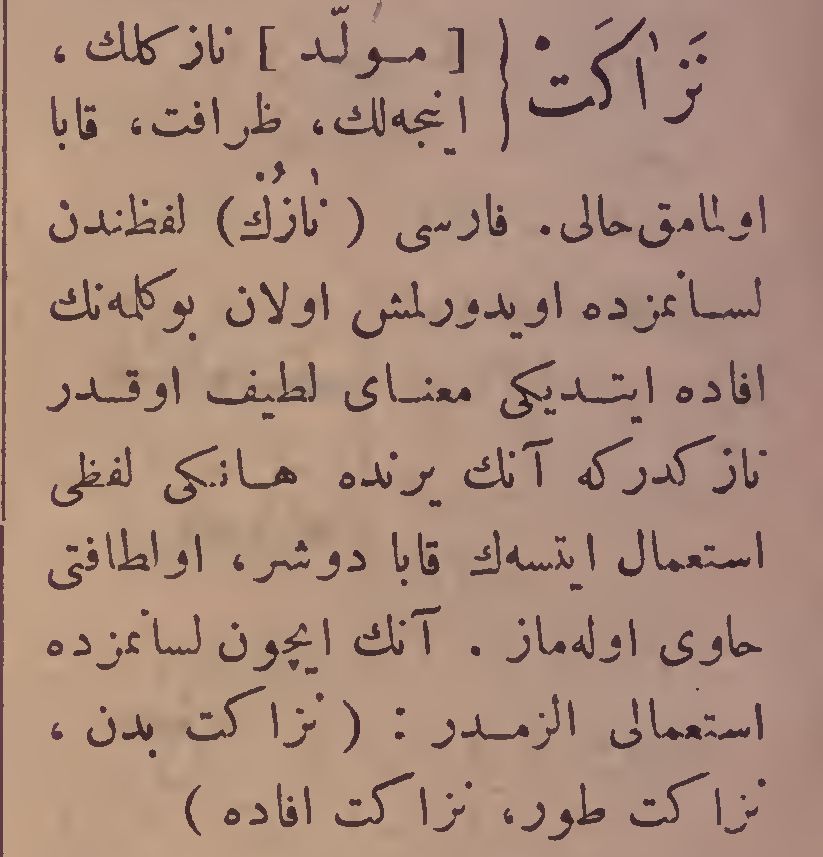 نَزَاكَتْ } [ مولّد ] نازكلك ،
اینجه‌لك، ظرافت، قابا
اولمامق حالی. فارسی ( نَازُكْ ) لفظندن
لسانمزده اویدورلمش اولان بوكلمه‌نك
افاده ایتدیكی معنای لطیف اوقدر
نازكدركه آنك یرنده هانكی لفظی
استعمال ایتسه‌ك قابا دوشر، اولطافتی
حاوی اوله‌ماز . آنك ایچون لسانمزده
استعمالی الزمدر : ( نزاكت بدن ،
نزاكت طور، نزاكت افاده )